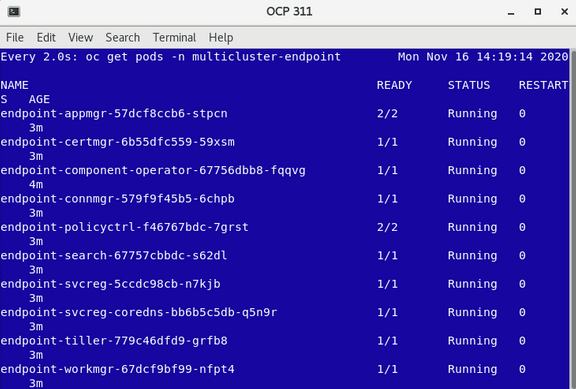 OCP 311
File Edit View Search Terminal Help
Every 2.0s: oc get pods -n multicluster-endpoint Mon Nov 16 14:19:14 2020
NAME READY STATUS RESTART
S AGE
endpoint-appmgr-57dcf8ccb6-stpcn 2/2 Running 0
3m
endpoint-certmgr-6b55dfc559-59xsm 1/1 Running 0
3m
endpoint-component-operator-67756dbb8-fqqvg 1/1 Running 0
4m
endpoint-connmgr-579f9f45b5-6chpb 1/1 Running 0
3m
endpoint-policyctrl-f46767bdc-7grst 2/2 Running 0
3m
endpoint-search-67757cbbdc-s62dl 1/1 Running 0
3m
endpoint-svcreg-5ccdc98cb-n7kjb 1/1 Running 0
3m
endpoint-svcreg-coredns-bb6b5c5db-q5n9r 1/1 Running 0
3m
endpoint-tiller-779c46dfd9-grfb8 1/1 Running 0
3m
endpoint-workmgr-67dcf9bf99-nfpt4 1/1 Running 0
3m